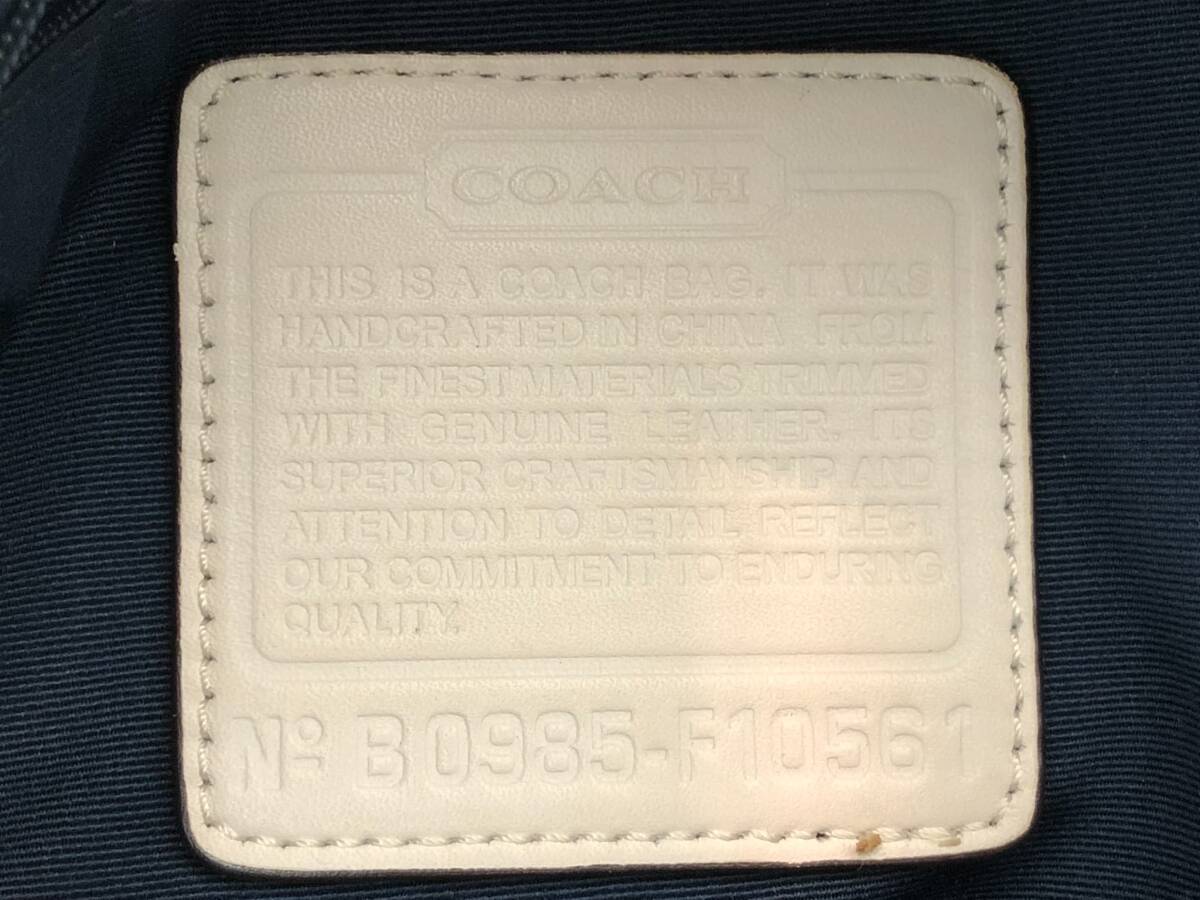 COACH
THIS IS A COACH BAG. IT WAS
HANDCRAFTED IN CHINA FROM
THE FINEST MATERIALS TRIMMED
WITH GENUINE LEATHER. ITS
SUPERIOR CRAFTSMANSHIP AND
ATTENTION TO DETAIL REFLECT
OUR COMMITMENT TO ENDURING
QUALITY.
Nº B0985-F10561